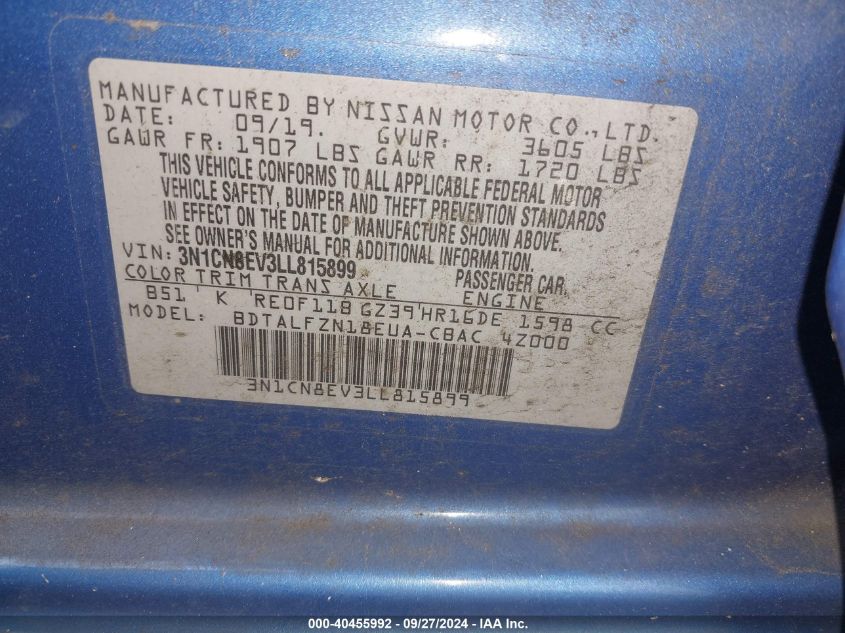 MANUFACTURED BY NISSAN MOTOR CO., LTD.
DATE: 09/19. GVWR: 3605 LBS
GAWR FR: 1907 LBS GAWR RR: 1720 LBS
THIS VEHICLE CONFORMS TO ALL APPLICABLE FEDERAL MOTOR
VEHICLE SAFETY, BUMPER AND THEFT PREVENTION STANDARDS
IN EFFECT ON THE DATE OF MANUFACTURE SHOWN ABOVE.
SEE OWNER'S MANUAL FOR ADDITIONAL INFORMATION.
VIN: 3N1CN8EV3LL815899 PASSENGER CAR
COLOR TRIM TRANS AXLE ENGINE
B51 K RE0F11B GZ39 HR16DE 1598 CC
MODEL: BDTALFZN18EUA-CBAC 4Z000
3N1CN8EV3LL815899
000-40455992 - 09/27/2024 - IAA Inc.